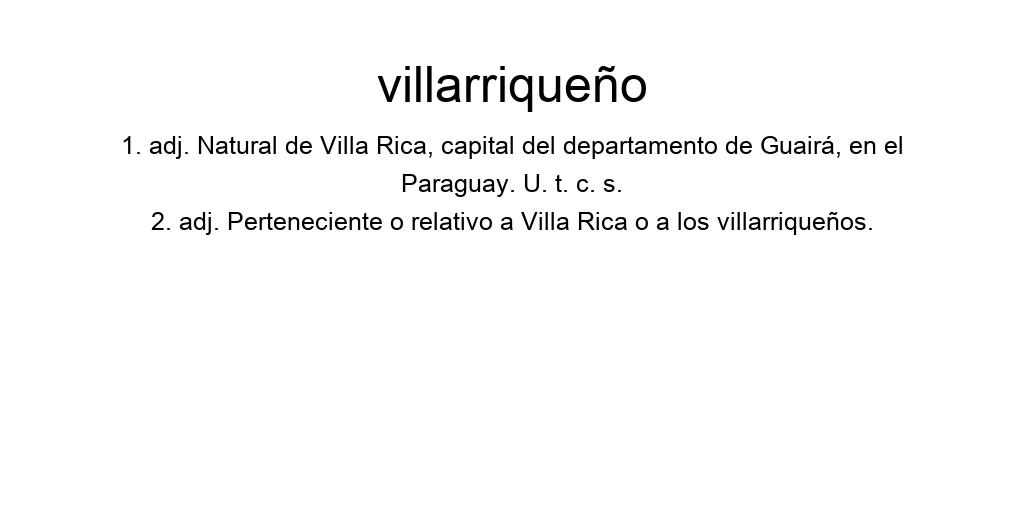 villarriqueño
1. adj. Natural de Villa Rica, capital del departamento de Guairá, en el
Paraguay. U. t. c. s.
2. adj. Perteneciente o relativo a Villa Rica o a los villarriqueños.